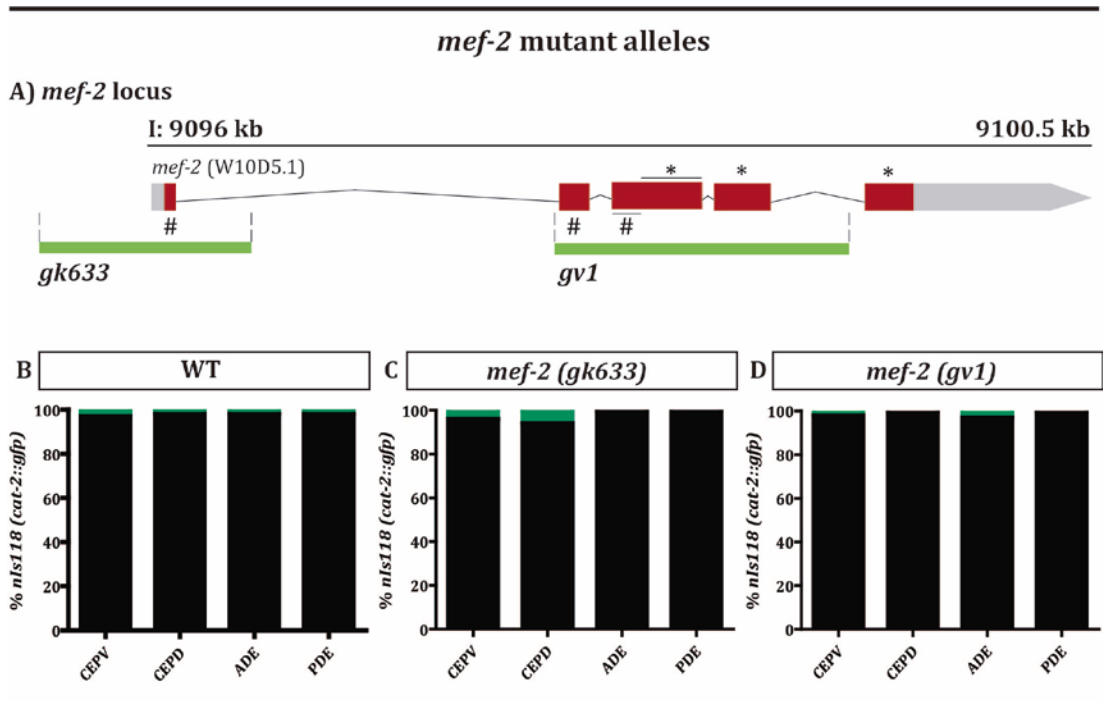 mef-2 mutant alleles
A) mef-2 locus
I: 9096 kb 9100.5 kb
mef-2 (W10D5.1)
* * *
# # #
gk633 gv1
B WT C mef-2 (gk633) D mef-2 (gv1)
% nIs118 (cat-2::gfp)
100
80
60
40
20
0
CEPV CEPD ADE PDE
% nIs118 (cat-2::gfp)
100
80
60
40
20
0
CEPV CEPD ADE PDE
% nIs118 (cat-2::gfp)
100
80
60
40
20
0
CEPV CEPD ADE PDE